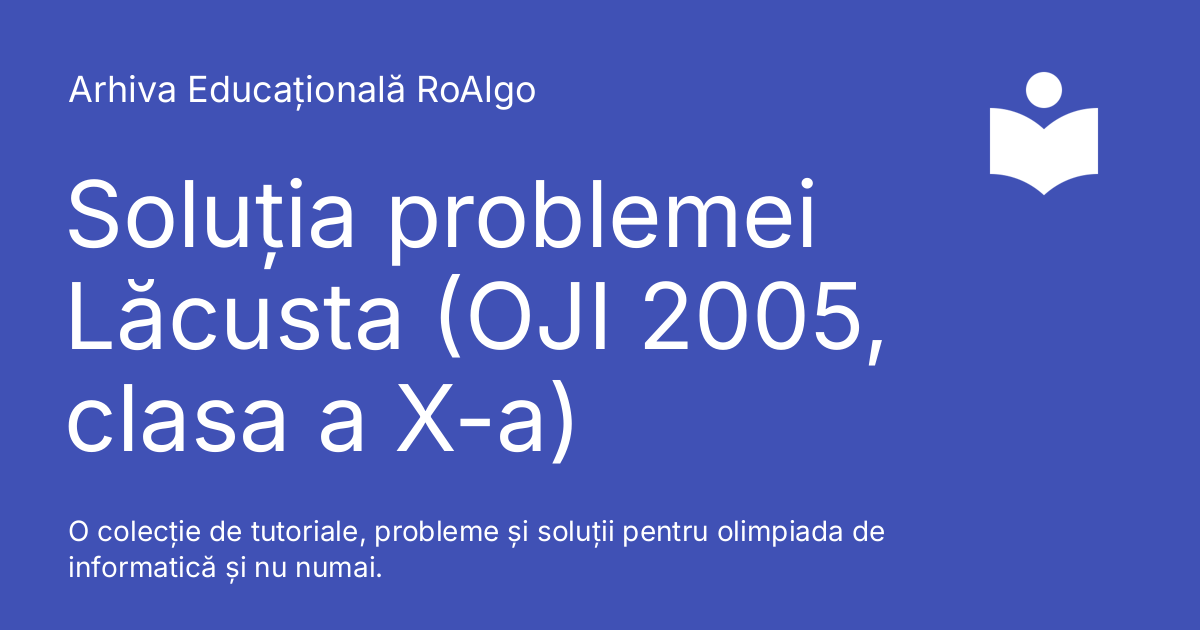 Arhiva Educațională RoAlgo
Soluția problemei
Lăcusta (OJI 2005,
clasa a X-a)
O colecție de tutoriale, probleme și soluții pentru olimpiada de
informatică și nu numai.